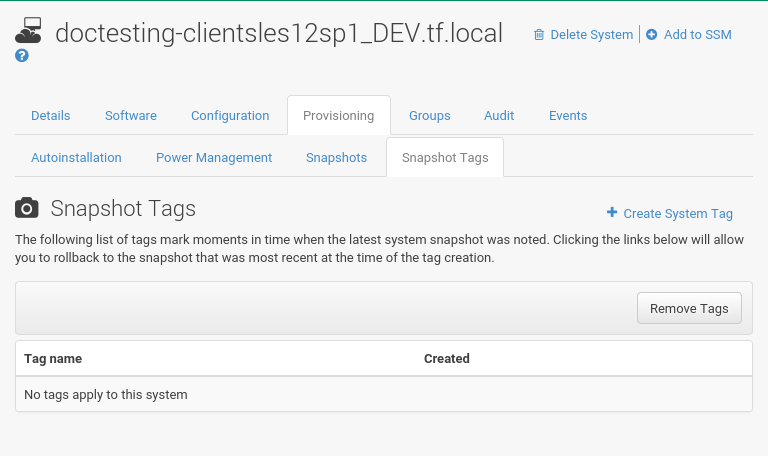 doctesting-clientsles12sp1_DEV.tf.local
Delete System | Add to SSM
?
Details Software Configuration Provisioning Groups Audit Events
Autoinstallation Power Management Snapshots Snapshot Tags
Snapshot Tags
Create System Tag
The following list of tags mark moments in time when the latest system snapshot was noted. Clicking the links below will allow
you to rollback to the snapshot that was most recent at the time of the tag creation.
Remove Tags
Tag name Created
No tags apply to this system